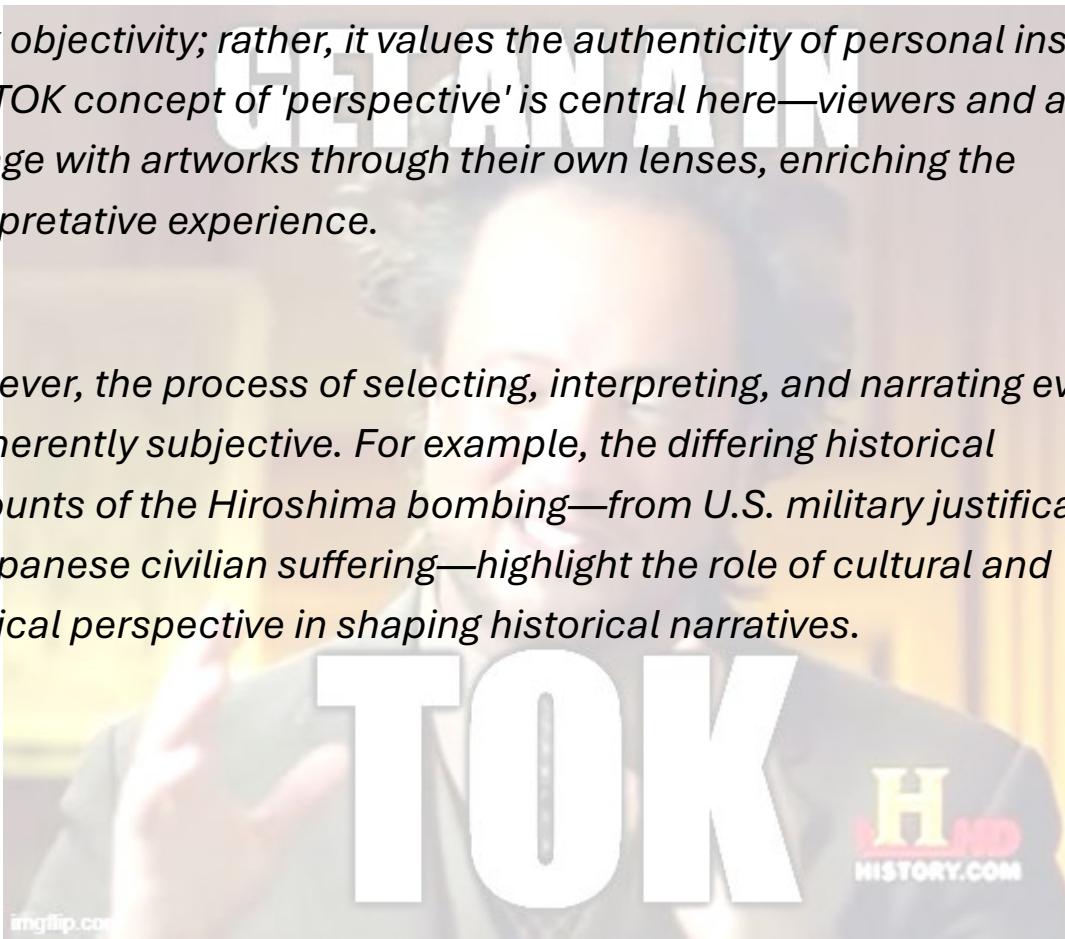 objectivity; rather, it values the authenticity of personal ins
GET AN A IN
TOK concept of 'perspective' is central here—viewers and a
ge with artworks through their own lenses, enriching the
pretative experience.
ever, the process of selecting, interpreting, and narrating ev
herently subjective. For example, the differing historical
ounts of the Hiroshima bombing—from U.S. military justifica
panese civilian suffering—highlight the role of cultural and
ical perspective in shaping historical narratives.
TOK
H HD
HISTORY.COM
imgflip.co